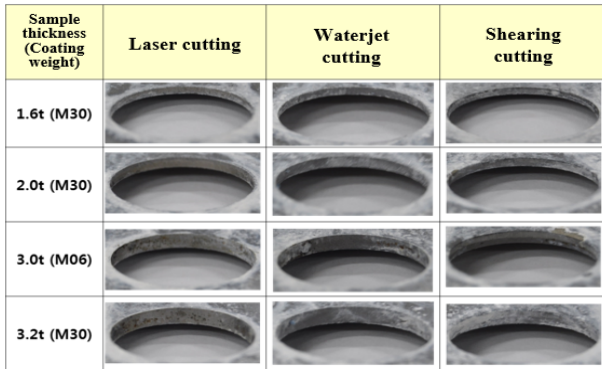 Sample
thickness
(Coating
weight)
Laser cutting
Waterjet
cutting
Shearing
cutting
1.6t (M30)
2.0t (M30)
3.0t (M06)
3.2t (M30)